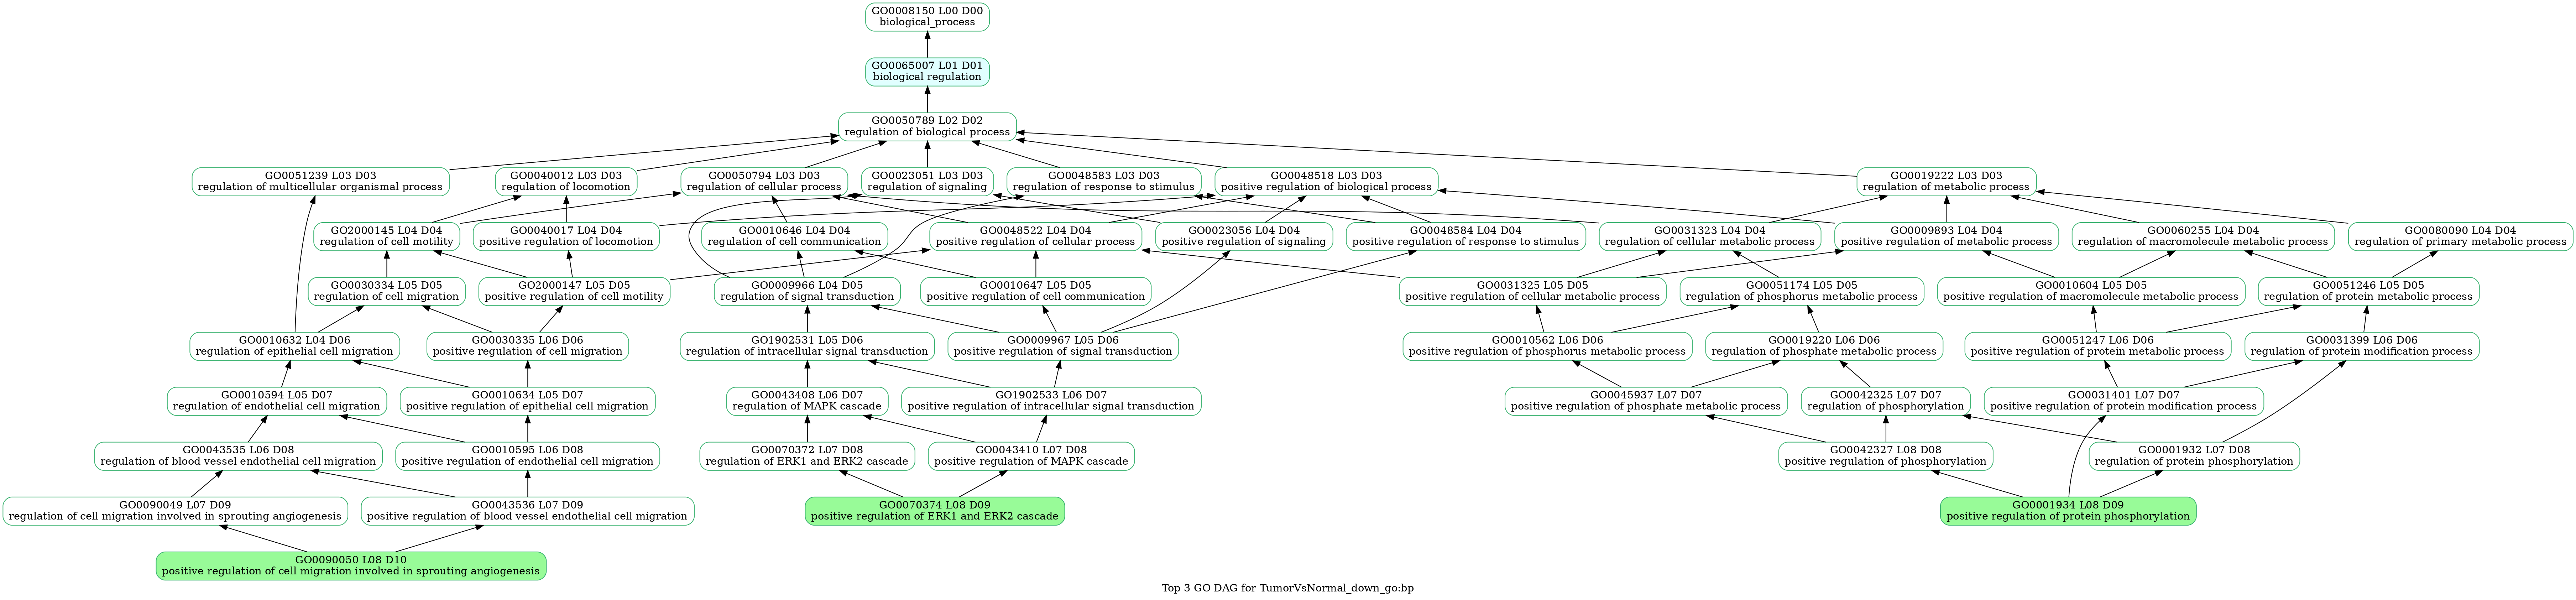 GO0008150 L00 D00
biological_process
GO0065007 L01 D01
biological regulation
GO0050789 L02 D02
regulation of biological process
GO0051239 L03 D03
regulation of multicellular organismal process
GO0040012 L03 D03
regulation of locomotion
GO0050794 L03 D03
regulation of cellular process
GO0023051 L03 D03
regulation of signaling
GO0048583 L03 D03
regulation of response to stimulus
GO0048518 L03 D03
positive regulation of biological process
GO0019222 L03 D03
regulation of metabolic process
GO2000145 L04 D04
regulation of cell motility
GO0040017 L04 D04
positive regulation of locomotion
GO0010646 L04 D04
regulation of cell communication
GO0048522 L04 D04
positive regulation of cellular process
GO0023056 L04 D04
positive regulation of signaling
GO0048584 L04 D04
positive regulation of response to stimulus
GO0031323 L04 D04
regulation of cellular metabolic process
GO0009893 L04 D04
positive regulation of metabolic process
GO0060255 L04 D04
regulation of macromolecule metabolic process
GO0080090 L04 D04
regulation of primary metabolic process
GO0030334 L05 D05
regulation of cell migration
GO2000147 L05 D05
positive regulation of cell motility
GO0009966 L04 D05
regulation of signal transduction
GO0010647 L05 D05
positive regulation of cell communication
GO0031325 L05 D05
positive regulation of cellular metabolic process
GO0051174 L05 D05
regulation of phosphorus metabolic process
GO0010604 L05 D05
positive regulation of macromolecule metabolic process
GO0051246 L05 D05
regulation of protein metabolic process
GO0010632 L04 D06
regulation of epithelial cell migration
GO0030335 L06 D06
positive regulation of cell migration
GO1902531 L05 D06
regulation of intracellular signal transduction
GO0009967 L05 D06
positive regulation of signal transduction
GO0010562 L06 D06
positive regulation of phosphorus metabolic process
GO0019220 L06 D06
regulation of phosphate metabolic process
GO0051247 L06 D06
positive regulation of protein metabolic process
GO0031399 L06 D06
regulation of protein modification process
GO0010594 L05 D07
regulation of endothelial cell migration
GO0010634 L05 D07
positive regulation of epithelial cell migration
GO0043408 L06 D07
regulation of MAPK cascade
GO1902533 L06 D07
positive regulation of intracellular signal transduction
GO0045937 L07 D07
positive regulation of phosphate metabolic process
GO0042325 L07 D07
regulation of phosphorylation
GO0031401 L07 D07
positive regulation of protein modification process
GO0043535 L06 D08
regulation of blood vessel endothelial cell migration
GO0010595 L06 D08
positive regulation of endothelial cell migration
GO0070372 L07 D08
regulation of ERK1 and ERK2 cascade
GO0043410 L07 D08
positive regulation of MAPK cascade
GO0042327 L08 D08
positive regulation of phosphorylation
GO0001932 L07 D08
regulation of protein phosphorylation
GO0090049 L07 D09
regulation of cell migration involved in sprouting angiogenesis
GO0043536 L07 D09
positive regulation of blood vessel endothelial cell migration
GO0070374 L08 D09
positive regulation of ERK1 and ERK2 cascade
GO0001934 L08 D09
positive regulation of protein phosphorylation
GO0090050 L08 D10
positive regulation of cell migration involved in sprouting angiogenesis
Top 3 GO DAG for TumorVsNormal_down_go:bp